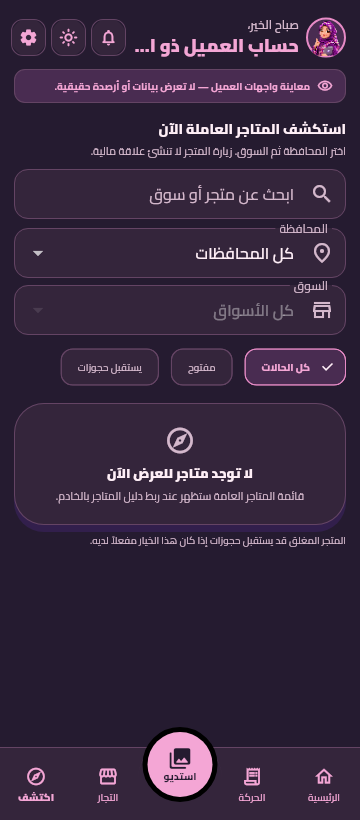 صباح الخير،
حساب العميل ذو ا...
معاينة واجهات العميل — لا تعرض بيانات أو أرصدة حقيقية.
استكشف المتاجر العاملة الآن
اختر المحافظة ثم السوق. زيارة المتجر لا تنشئ علاقة مالية.
ابحث عن متجر أو سوق
المحافظة
كل المحافظات
السوق
كل الأسواق
كل الحالات
مفتوح
يستقبل حجوزات
لا توجد متاجر للعرض الآن
قائمة المتاجر العامة ستظهر عند ربط دليل المتاجر بالخادم.
المتجر المغلق قد يستقبل حجوزات إذا كان هذا الخيار مفعلاً لديه.
الرئيسية
الحركة
استديو
التجار
اكتشف